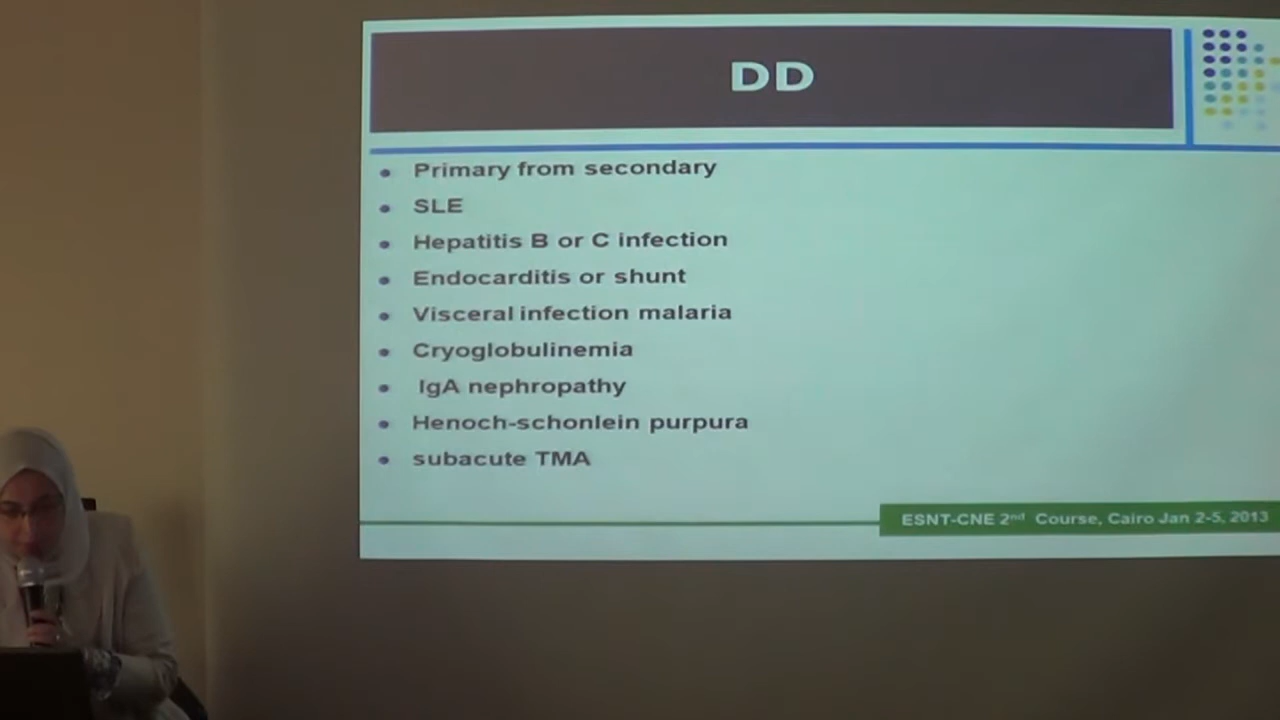 DD
Primary from secondary
SLE
Hepatitis B or C infection
Endocarditis or shunt
Visceral infection malaria
Cryoglobulinemia
IgA nephropathy
Henoch-schonlein purpura
subacute TMA
ESNT-CNE 2nd Course, Cairo Jan 2-5, 2013